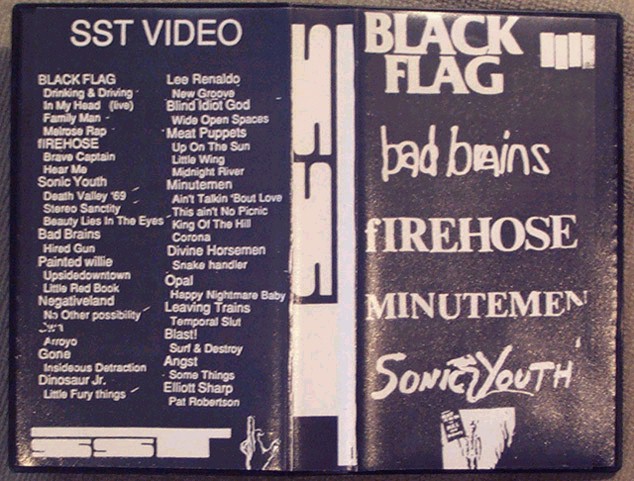 SST VIDEO
BLACK FLAG
Drinking & Driving
In My Head (live)
Family Man
Melrose Rap
fIREHOSE
Brave Captain
Hear Me
Sonic Youth
Death Valley '69
Stereo Sanctity
Beauty Lies In The Eyes
Bad Brains
Hired Gun
Painted willie
Upsidedowntown
Little Red Book
Negativeland
No Other possibility
Arroyo
Gone
Insideous Detraction
Dinosaur Jr.
Little Fury things
Lee Renaldo
New Groove
Blind Idiot God
Wide Open Spaces
Meat Puppets
Up On The Sun
Little Wing
Midnight River
Minutemen
Ain't Talkin 'Bout Love
This ain't No Picnic
King Of The Hill
Corona
Divine Horsemen
Snake handler
Opal
Happy Nightmare Baby
Leaving Trains
Temporal Slut
Blast!
Surf & Destroy
Angst
Some Things
Elliott Sharp
Pat Robertson
SST
SST
BLACK
FLAG
bad brains
fIREHOSE
MINUTEMEN
SONIC YOUTH